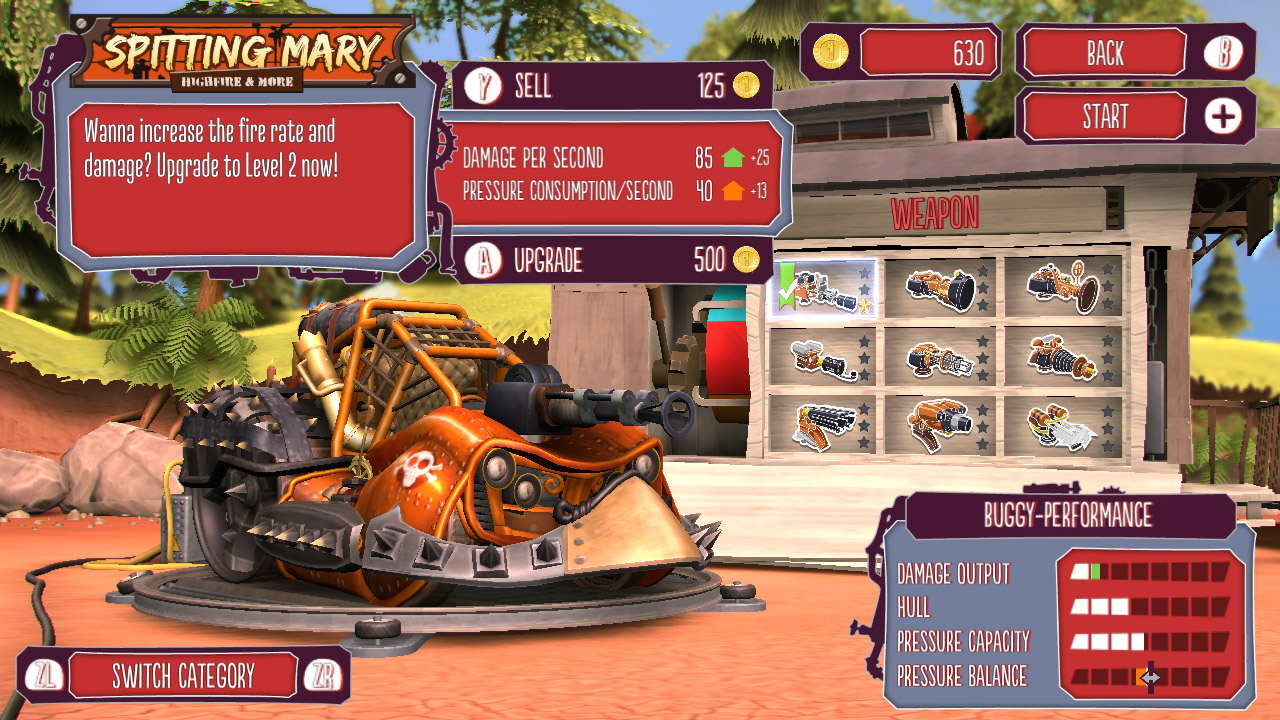 SPITTING MARY
HIGHFIRE & MORE
Wanna increase the fire rate and
damage? Upgrade to Level 2 now!
Y SELL 125
DAMAGE PER SECOND 85 +25
PRESSURE CONSUMPTION/SECOND 40 +13
A UPGRADE 500
630
BACK B
START +
WEAPON
BUGGY-PERFORMANCE
DAMAGE OUTPUT
HULL
PRESSURE CAPACITY
PRESSURE BALANCE
ZL SWITCH CATEGORY ZR